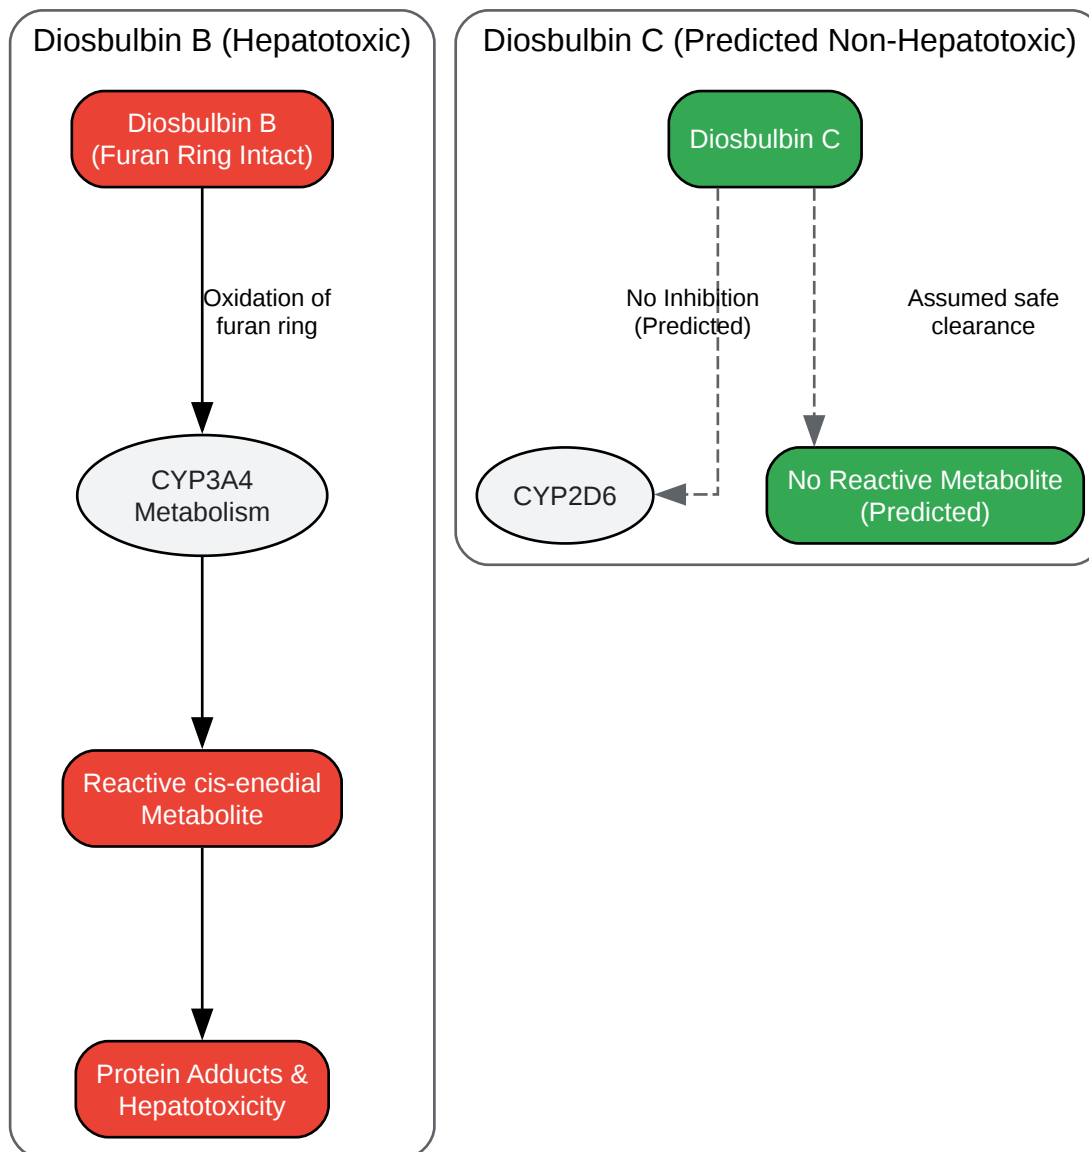 Diosbulbin B (Hepatotoxic)
Diosbulbin B
(Furan Ring Intact)
Oxidation of
furan ring
CYP3A4
Metabolism
Reactive cis-enedial
Metabolite
Protein Adducts &
Hepatotoxicity
Diosbulbin C (Predicted Non-Hepatotoxic)
Diosbulbin C
No Inhibition
(Predicted)
Assumed safe
clearance
CYP2D6
No Reactive Metabolite
(Predicted)